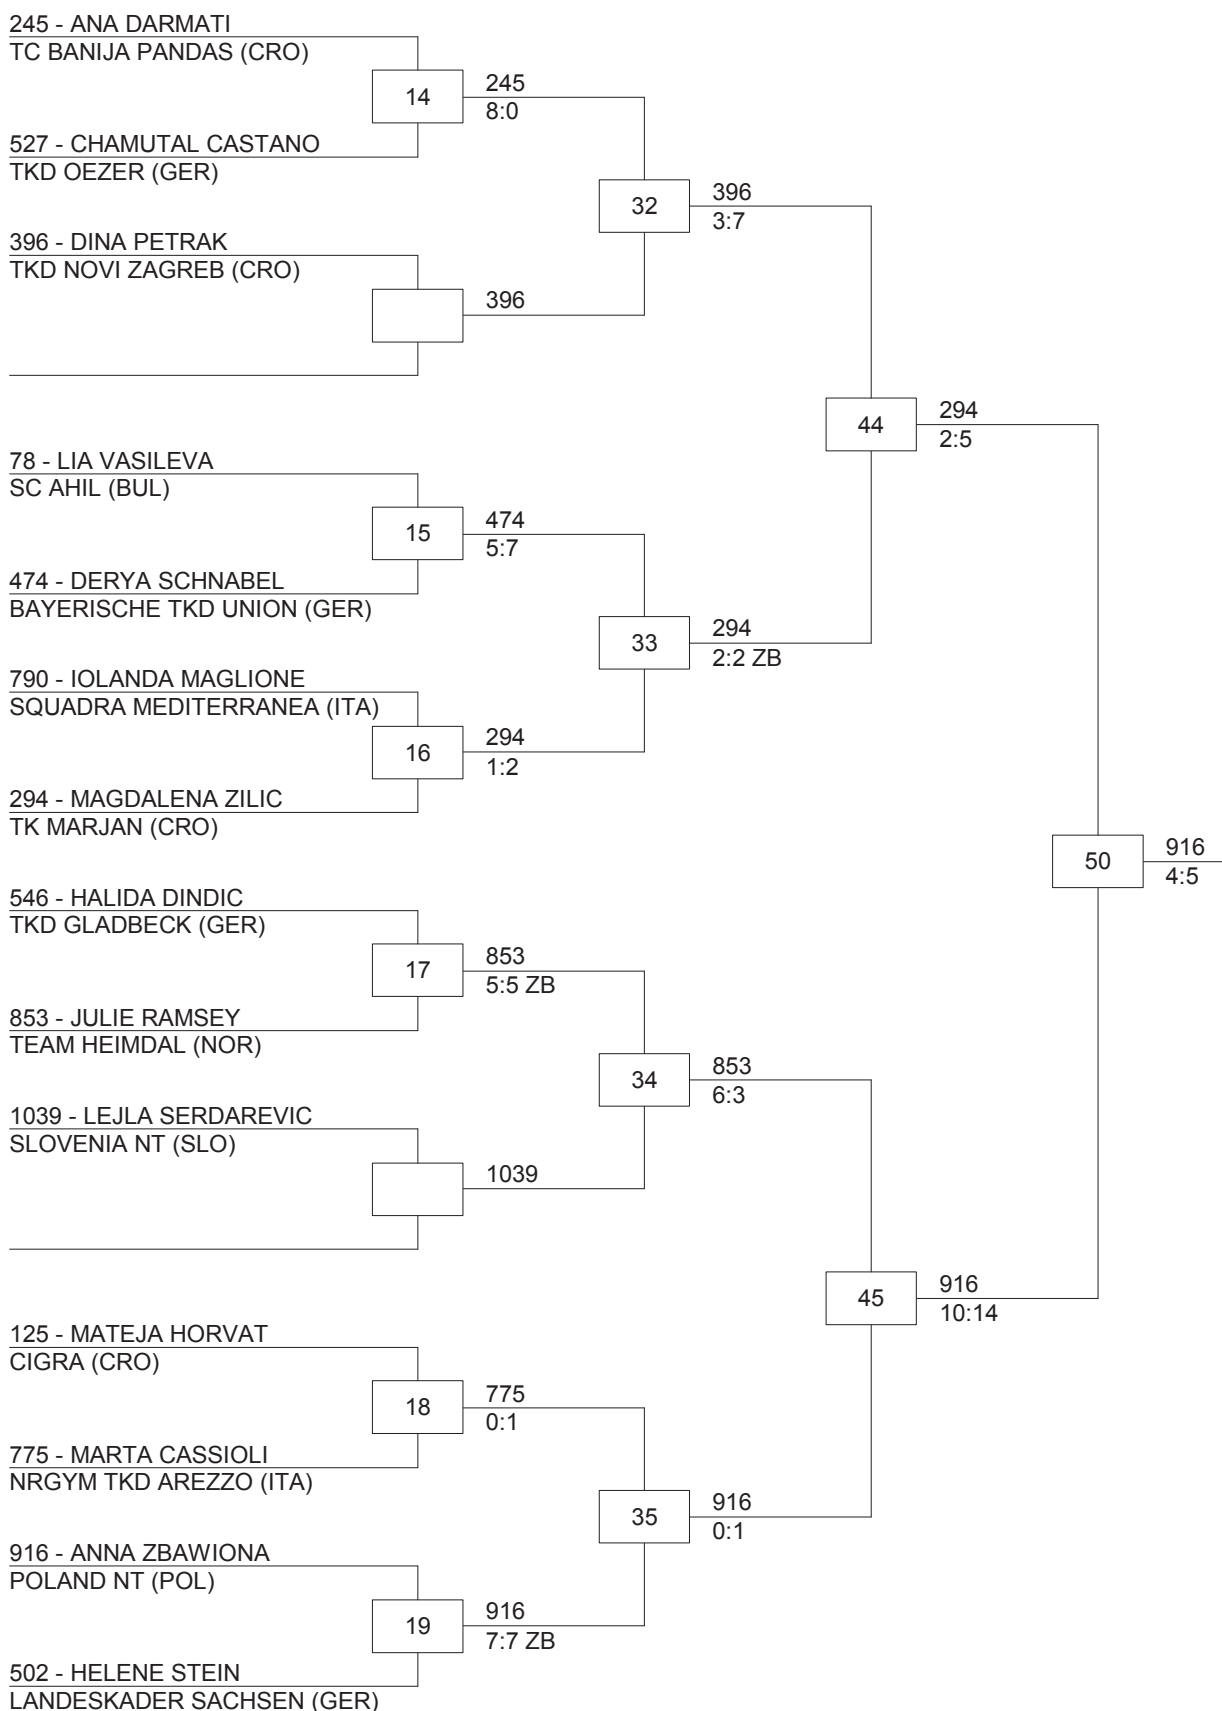 245 - ANA DARMATI
TC BANIJA PANDAS (CRO)
14
245
8:0
527 - CHAMUTAL CASTANO
TKD OEZER (GER)
32
396
3:7
396 - DINA PETRAK
TKD NOVI ZAGREB (CRO)
396
44
294
2:5
78 - LIA VASILEVA
SC AHIL (BUL)
15
474
5:7
474 - DERYA SCHNABEL
BAYERISCHE TKD UNION (GER)
33
294
2:2 ZB
790 - IOLANDA MAGLIONE
SQUADRA MEDITERRANEA (ITA)
16
294
1:2
294 - MAGDALENA ZILIC
TK MARJAN (CRO)
50
916
4:5
546 - HALIDA DINDIC
TKD GLADBECK (GER)
17
853
5:5 ZB
853 - JULIE RAMSEY
TEAM HEIMDAL (NOR)
34
853
6:3
1039 - LEJLA SERDAREVIC
SLOVENIA NT (SLO)
1039
45
916
10:14
125 - MATEJA HORVAT
CIGRA (CRO)
18
775
0:1
775 - MARTA CASSIOLI
NRGYM TKD AREZZO (ITA)
35
916
0:1
916 - ANNA ZBAWIONA
POLAND NT (POL)
19
916
7:7 ZB
502 - HELENE STEIN
LANDESKADER SACHSEN (GER)